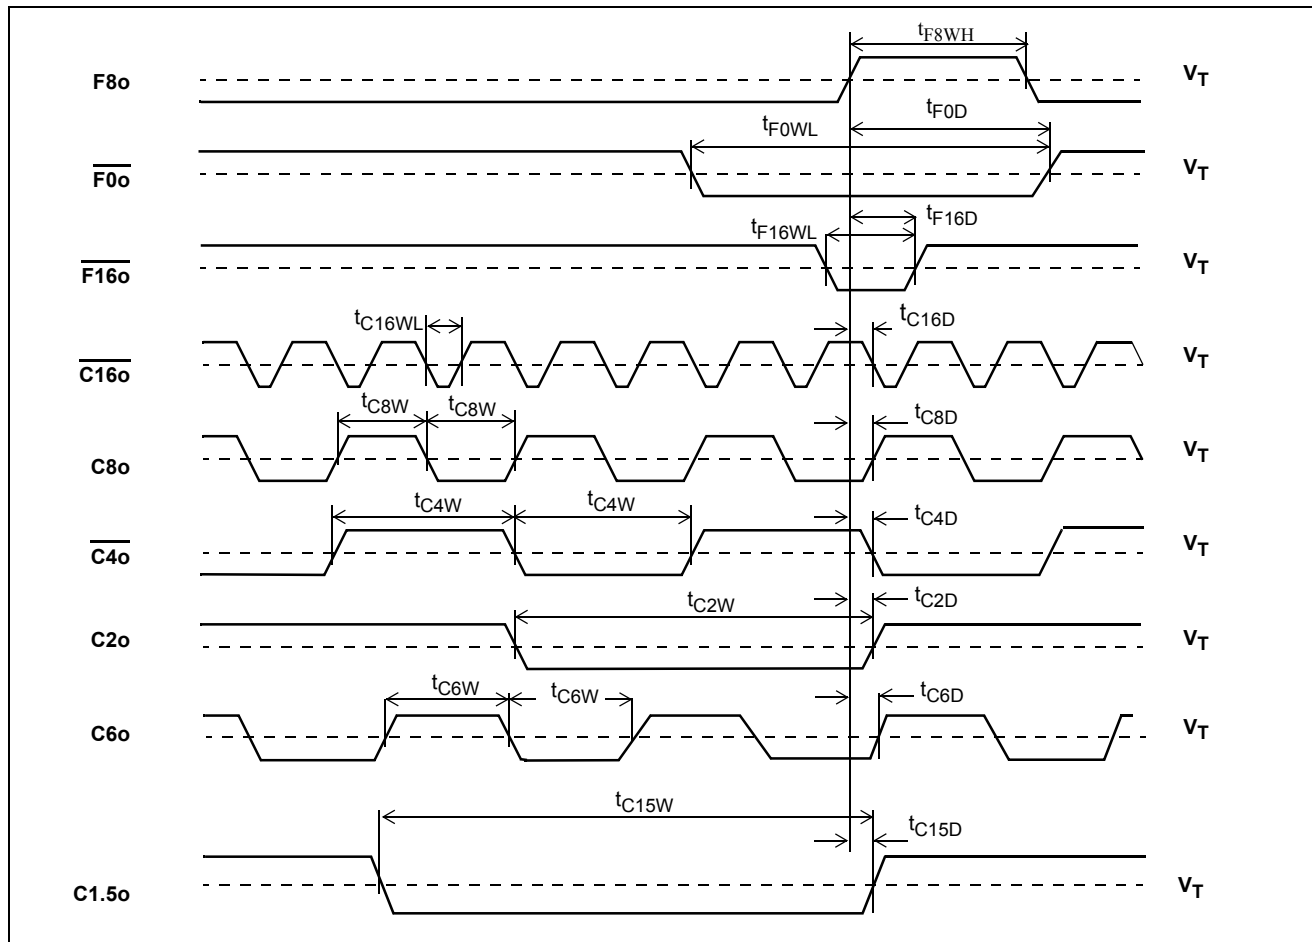 tF8WH
F8o VT
tF0WL tF0D
F0o VT
tF16WL tF16D
F16o VT
tC16WL tC16D
C16o VT
tC8W tC8W tC8D
C8o VT
tC4W tC4W tC4D
C4o VT
tC2W tC2D
C2o VT
tC6W tC6W tC6D
C6o VT
tC15W tC15D
C1.5o VT